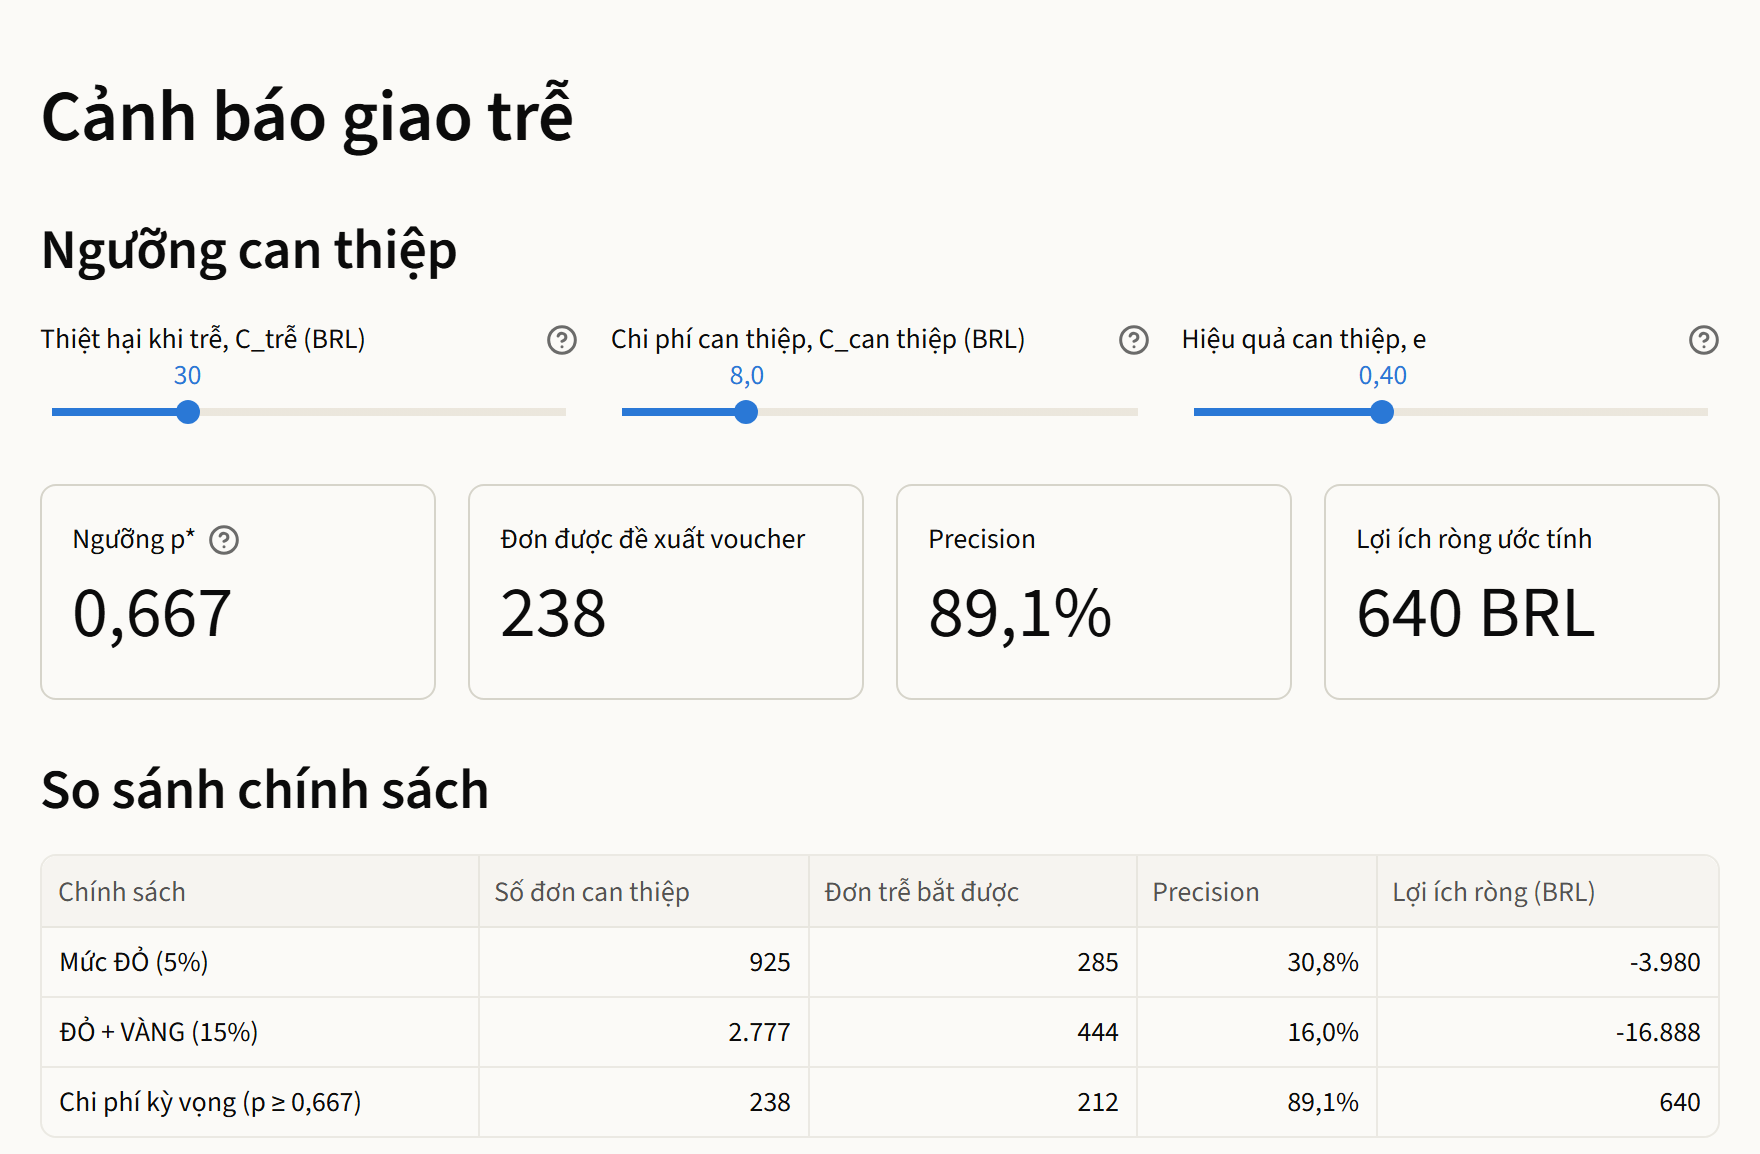 Cảnh báo giao trễ
Ngưỡng can thiệp
Thiệt hại khi trễ, C_trễ (BRL)
30
Chi phí can thiệp, C_can thiệp (BRL)
8,0
Hiệu quả can thiệp, e
0,40
Ngưỡng p*
0,667
Đơn được đề xuất voucher
238
Precision
89,1%
Lợi ích ròng ước tính
640 BRL
So sánh chính sách
Chính sách Số đơn can thiệp Đơn trễ bắt được Precision Lợi ích ròng (BRL)
Mức ĐỎ (5%) 925 285 30,8% -3.980
ĐỎ + VÀNG (15%) 2.777 444 16,0% -16.888
Chi phí kỳ vọng (p ≥ 0,667) 238 212 89,1% 640